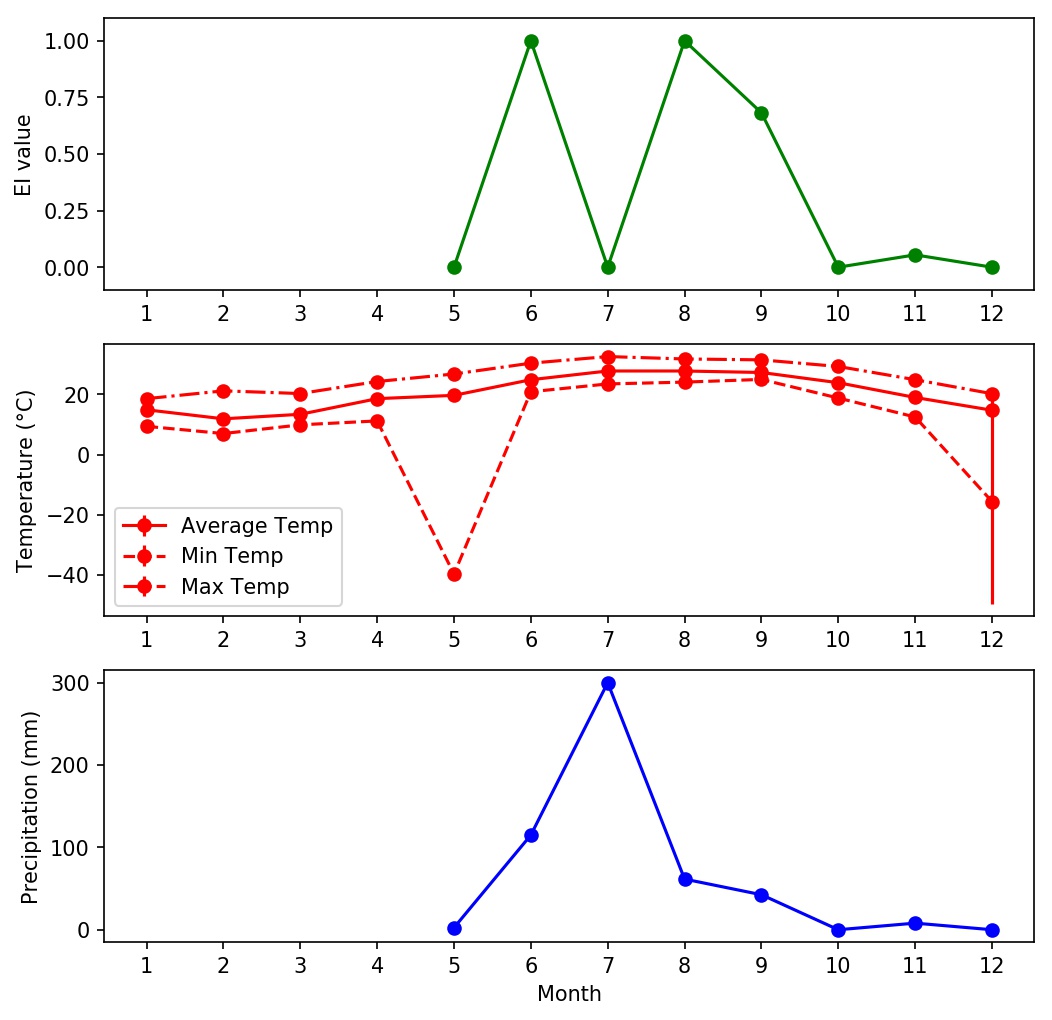 EI value
1.00
0.75
0.50
0.25
0.00
1 2 3 4 5 6 7 8 9 10 11 12
Temperature (°C)
20
0
−20
−40
Average Temp
Min Temp
Max Temp
1 2 3 4 5 6 7 8 9 10 11 12
Precipitation (mm)
300
200
100
0
1 2 3 4 5 6 7 8 9 10 11 12
Month